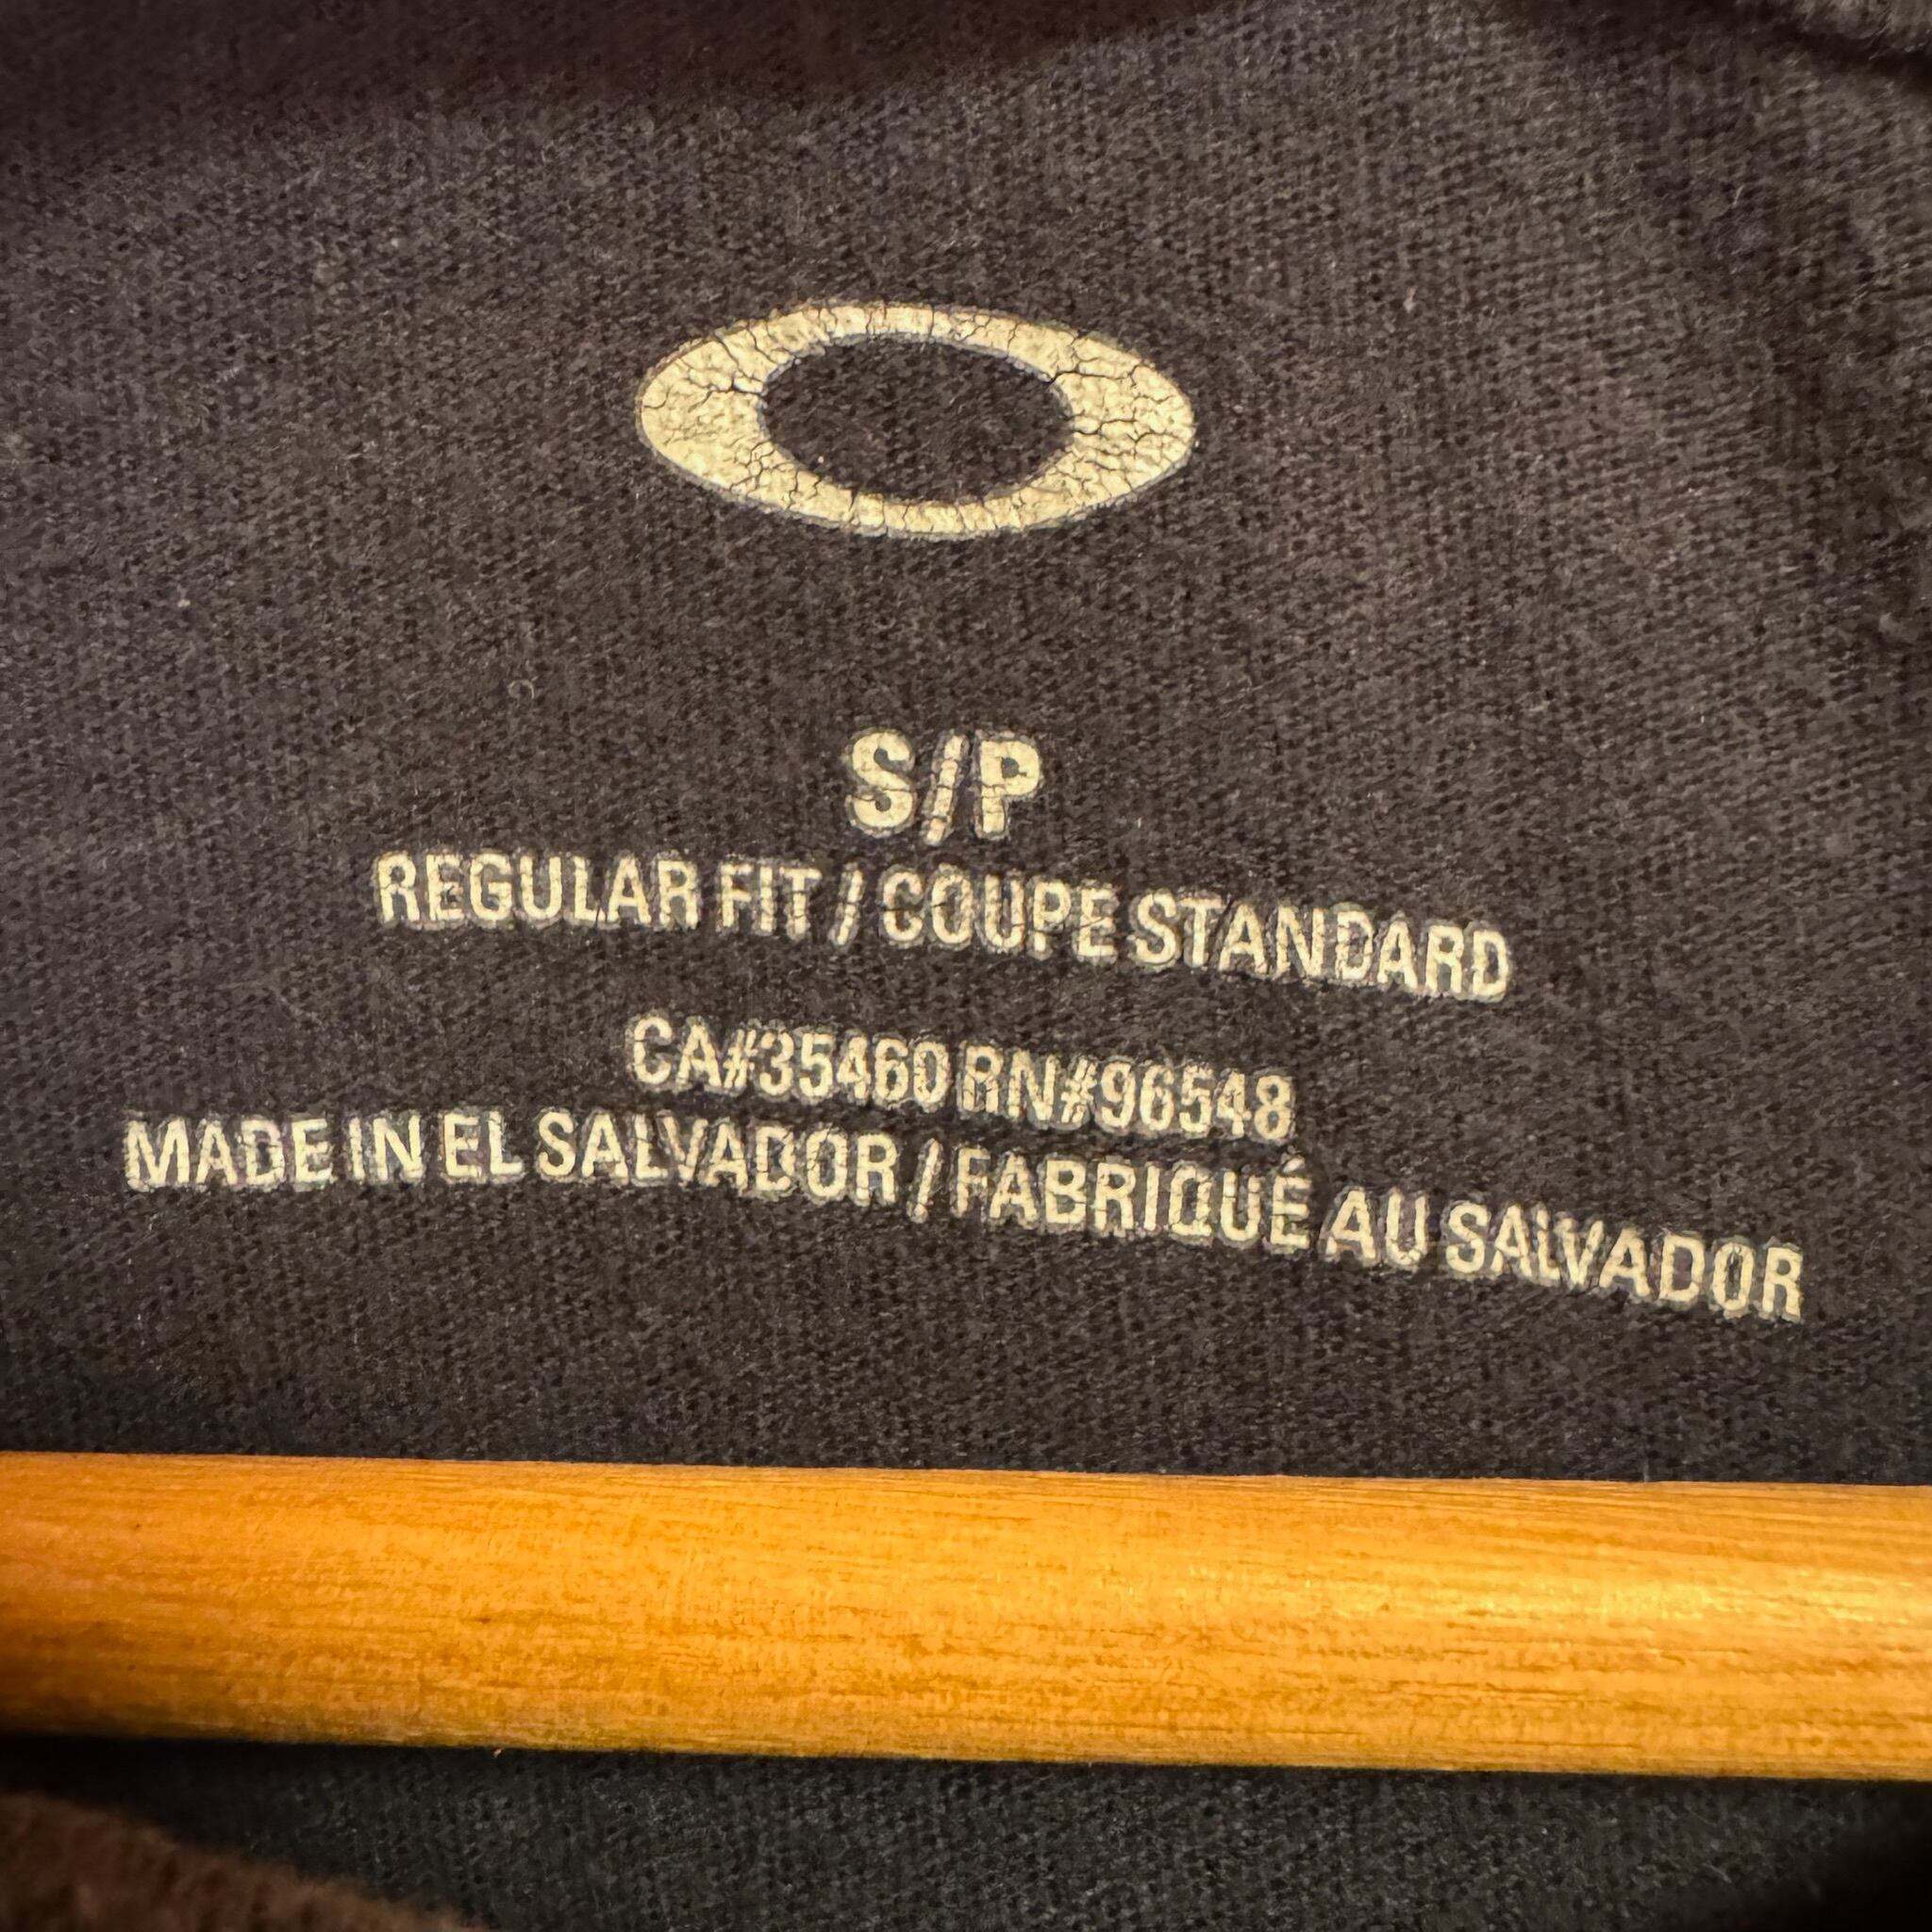 S/P
REGULAR FIT / COUPE STANDARD
CA#35460 RN#96548
MADE IN EL SALVADOR / FABRIQUÉ AU SALVADOR